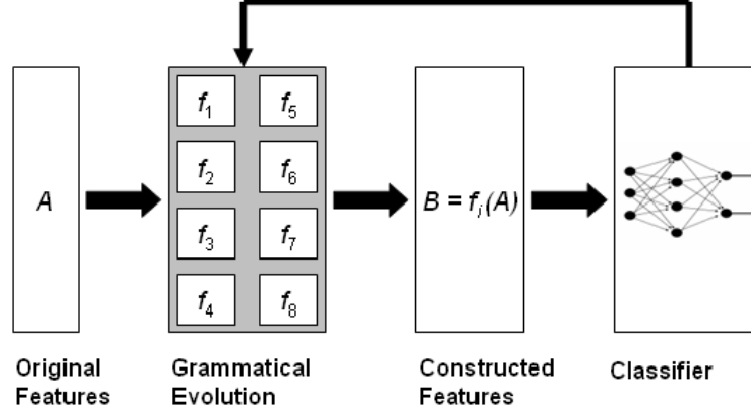 A
f1
f5
f2
f6
f3
f7
f4
f8
B = fi(A)
Original
Features
Grammatical
Evolution
Constructed
Features
Classifier